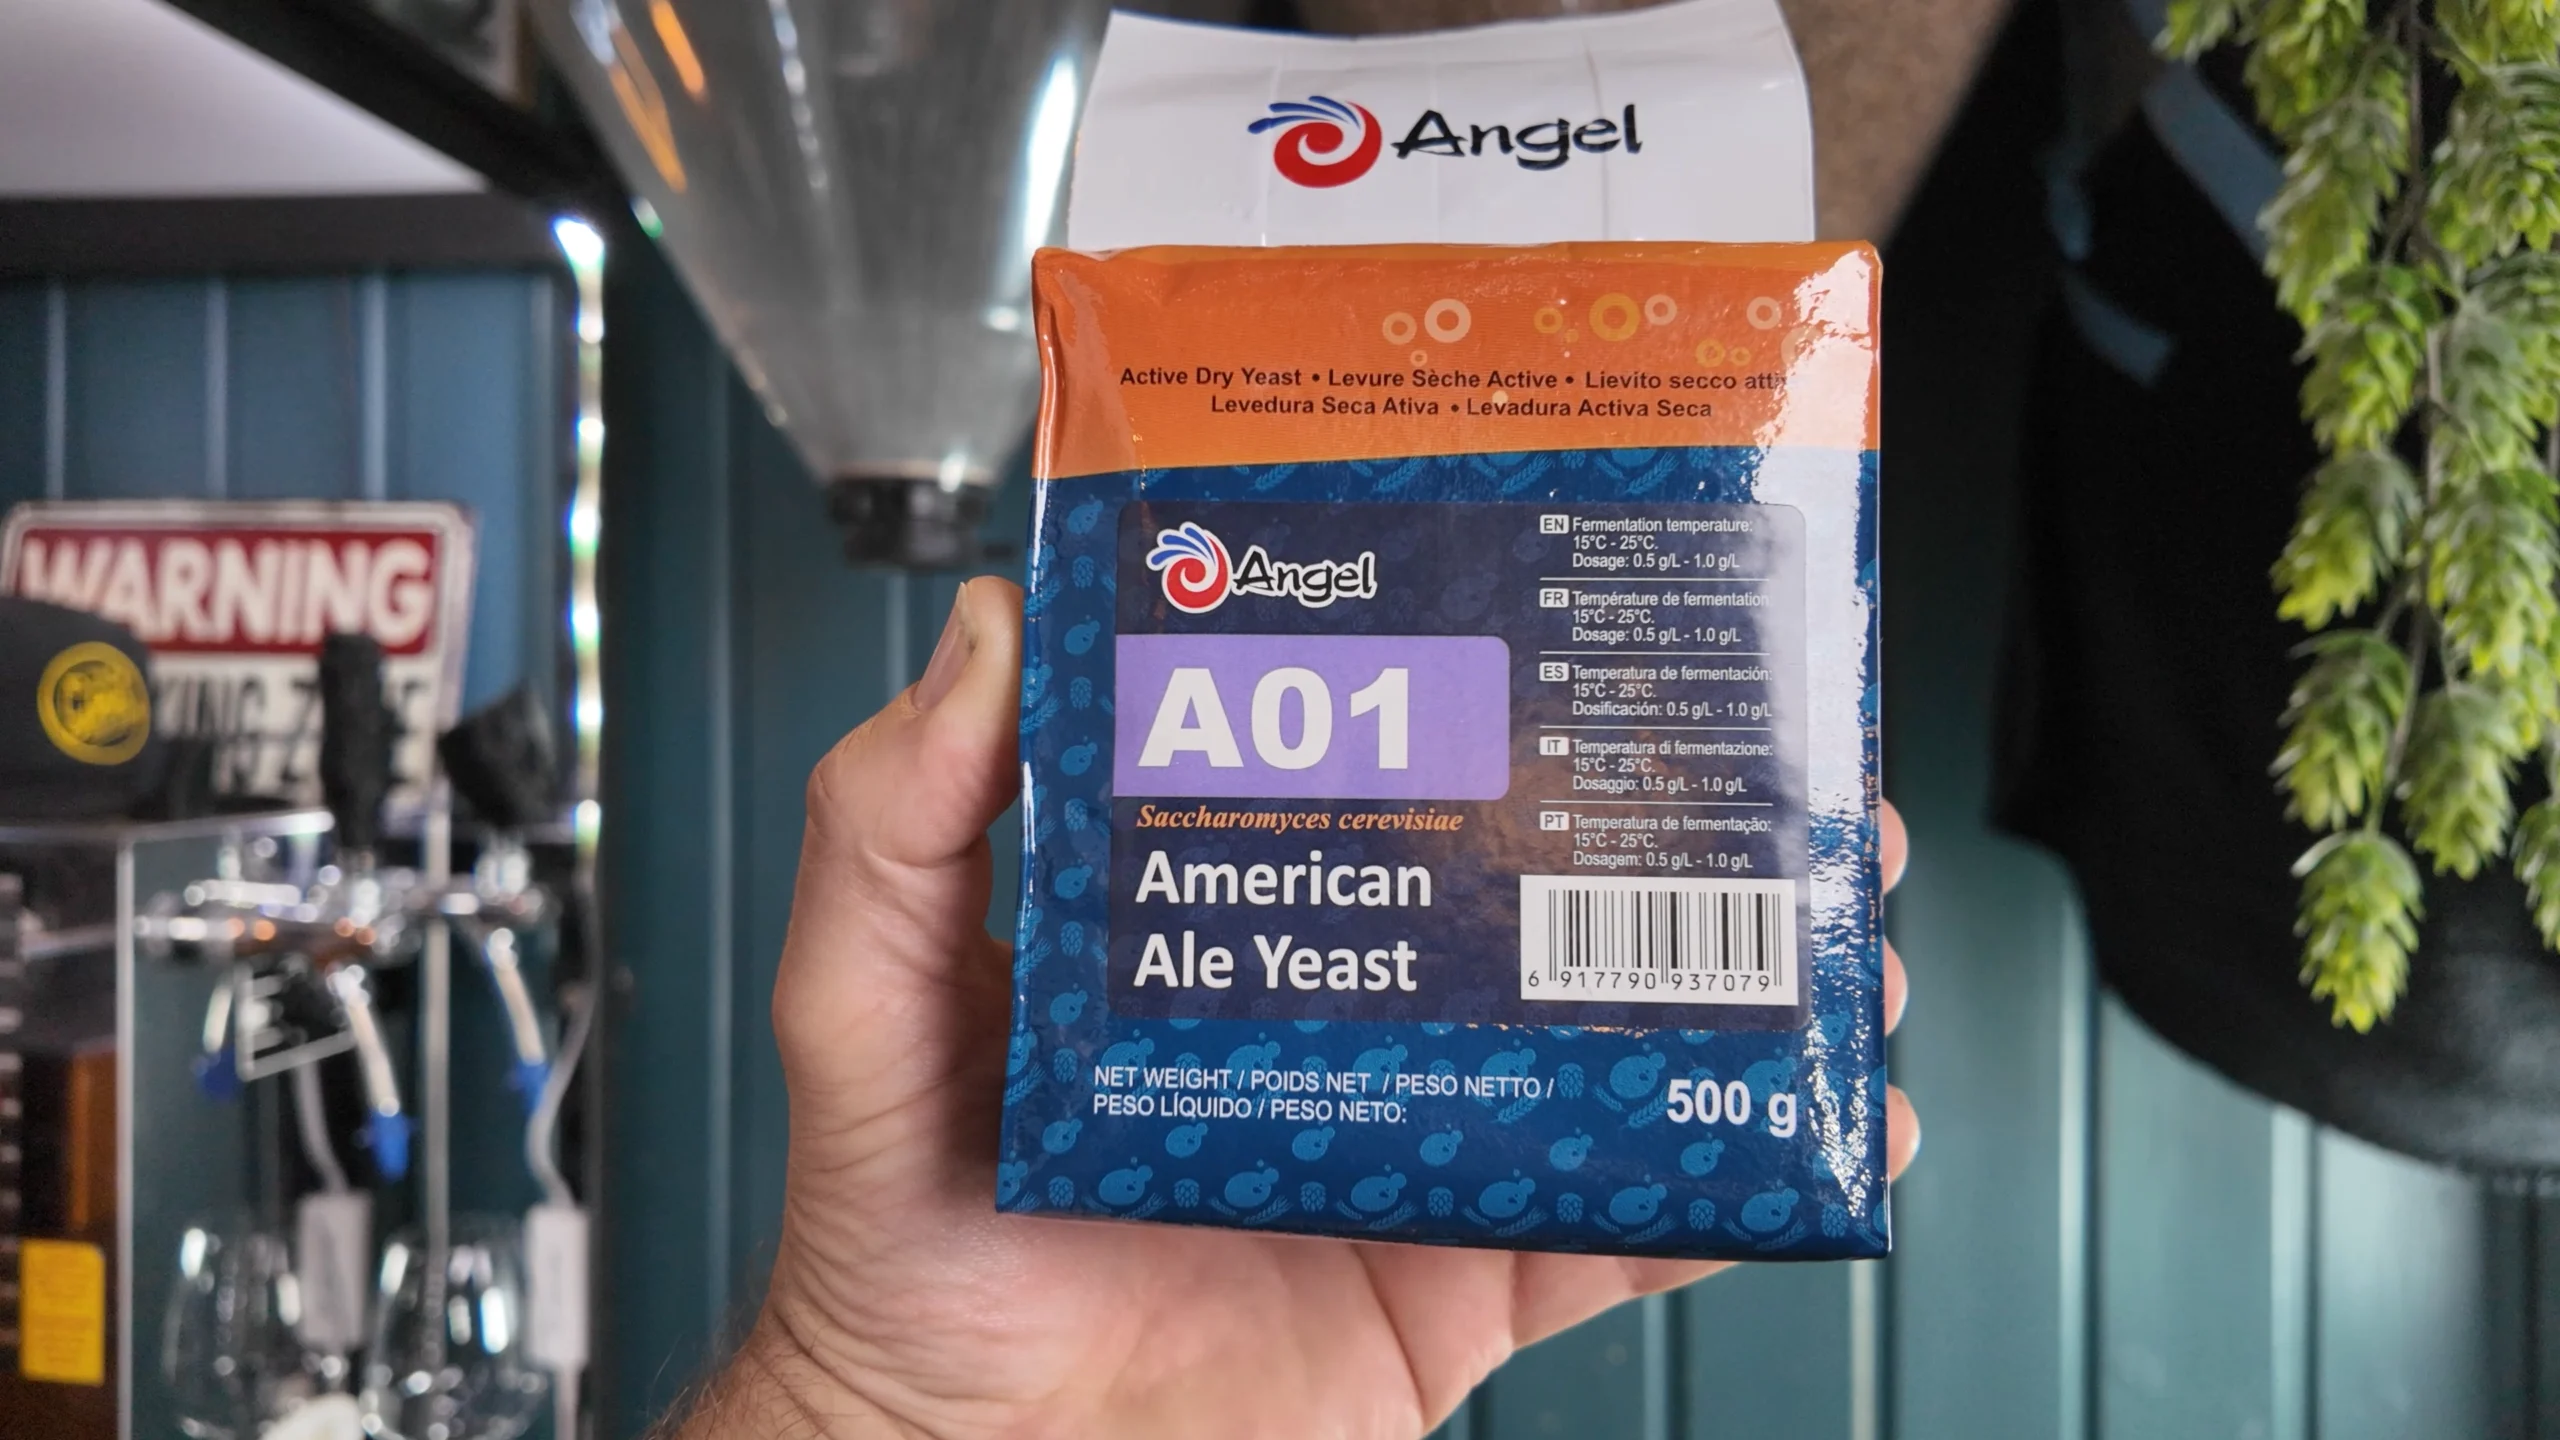 Angel
Active Dry Yeast • Levure Sèche Active • Lievito secco
Levedura Seca Ativa • Levadura Activa Seca
Angel
A01
Saccharomyces cerevisiae
American
Ale Yeast
EN Fermentation temperature:
15°C - 25°C.
Dosage: 0.5 g/L - 1.0 g/L
FR Température de fermentation
15°C - 25°C.
Dosage: 0.5 g/L - 1.0 g/L
ES Temperatura de fermentación:
15°C - 25°C.
Dosificación: 0.5 g/L - 1.0 g/L
IT Temperatura di fermentazione:
15°C - 25°C.
Dosaggio: 0.5 g/L - 1.0 g/L
PT Temperatura de fermentação:
15°C - 25°C.
Dosagem: 0.5 g/L - 1.0 g/L
6 917790 937079
NET WEIGHT / POIDS NET / PESO NETTO /
PESO LÍQUIDO / PESO NETO:
500 g
WARNING